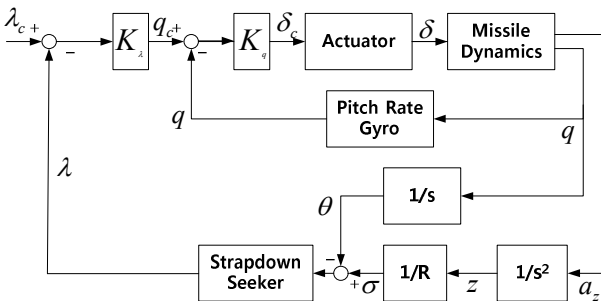 λc + − Kλ qc + − Kq δc Actuator δ Missile Dynamics
q Pitch Rate Gyro q
λ
θ 1/s
Strapdown Seeker − + σ 1/R z 1/s² az